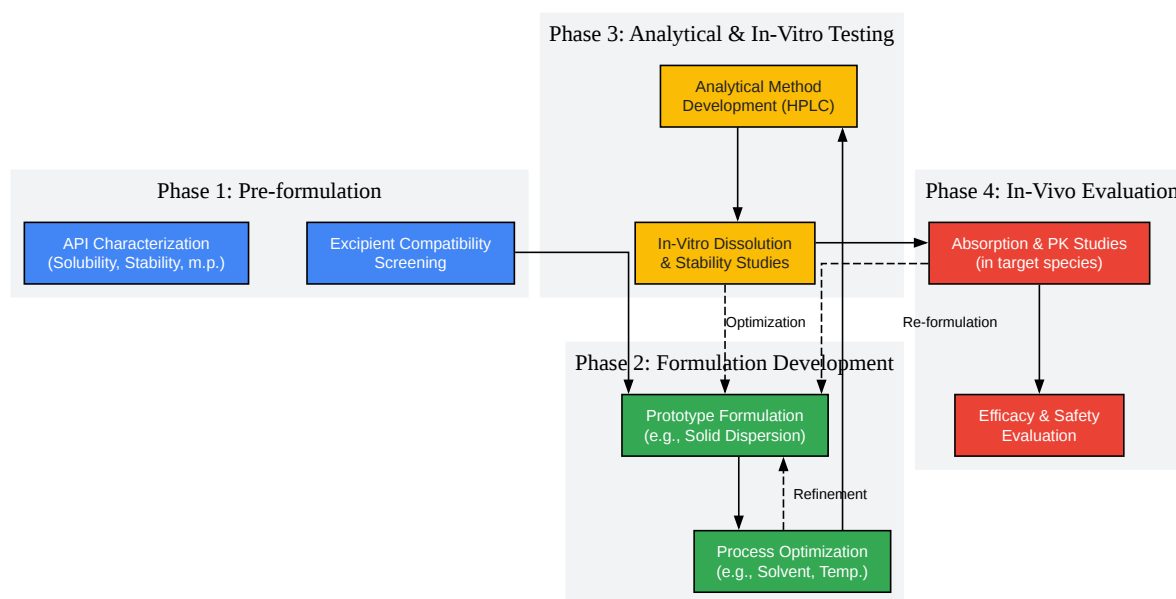 Phase 3: Analytical & In-Vitro Testing
Analytical Method
Development (HPLC)
Phase 1: Pre-formulation
Phase 4: In-Vivo Evaluation
API Characterization
(Solubility, Stability, m.p.)
Excipient Compatibility
Screening
In-Vitro Dissolution
& Stability Studies
Absorption & PK Studies
(in target species)
Optimization
Re-formulation
Phase 2: Formulation Development
Prototype Formulation
(e.g., Solid Dispersion)
Efficacy & Safety
Evaluation
Refinement
Process Optimization
(e.g., Solvent, Temp.)